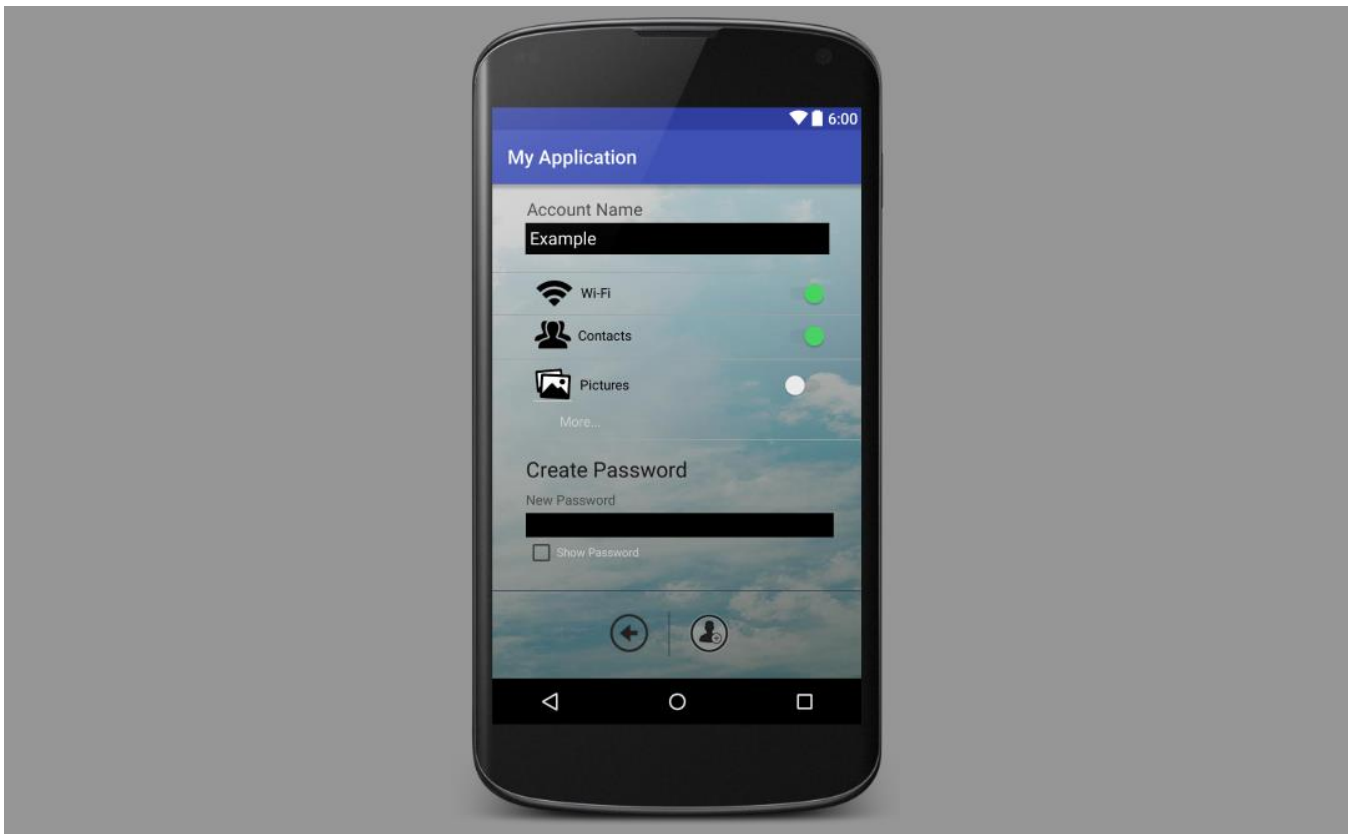 6:00
My Application
Account Name
Example
Wi-Fi
Contacts
Pictures
More...
Create Password
New Password
Show Password